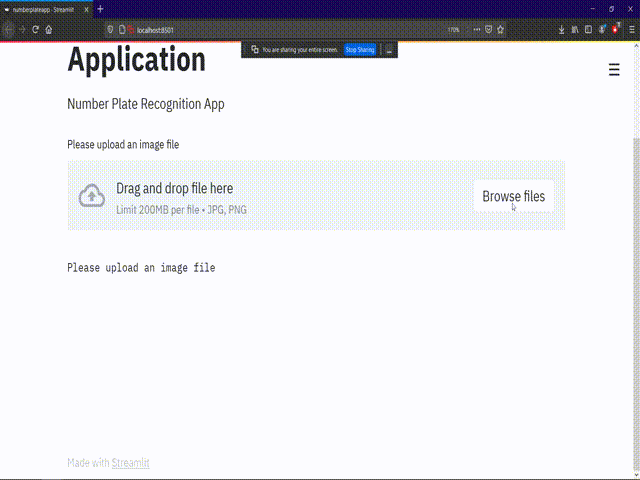 numberplateapp · Streamlit
localhost:8501
110%
You are sharing your entire screen.
Stop Sharing
Application
Number Plate Recognition App
Please upload an image file
Drag and drop file here
Limit 200MB per file • JPG, PNG
Browse files
Please upload an image file
Made with Streamlit